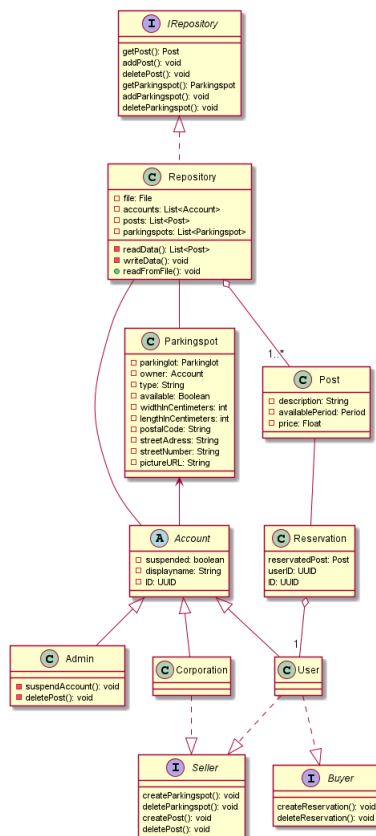 I IRepository
getPost(): Post
addPost(): void
deletePost(): void
getParkingspot(): Parkingspot
addParkingspot(): void
deleteParkingspot(): void
C Repository
file: File
accounts: List<Account>
posts: List<Post>
parkingspots: List<Parkingspot>
readData(): List<Post>
writeData(): void
readFromFile(): void
C Parkingspot
parkinglot: Parkinglot
owner: Account
type: String
available: Boolean
widthInCentimeters: int
lengthInCentimeters: int
postalCode: String
streetAdress: String
streetNumber: String
pictureURL: String
1..*
C Post
description: String
availablePeriod: Period
price: Float
A Account
suspended: boolean
displayname: String
ID: UUID
C Reservation
reservatedPost: Post
userID: UUID
ID: UUID
1
C Admin
suspendAccount(): void
deletePost(): void
C Corporation
C User
I Seller
createParkingspot(): void
deleteParkingspot(): void
createPost(): void
deletePost(): void
I Buyer
createReservation(): void
deleteReservation(): void